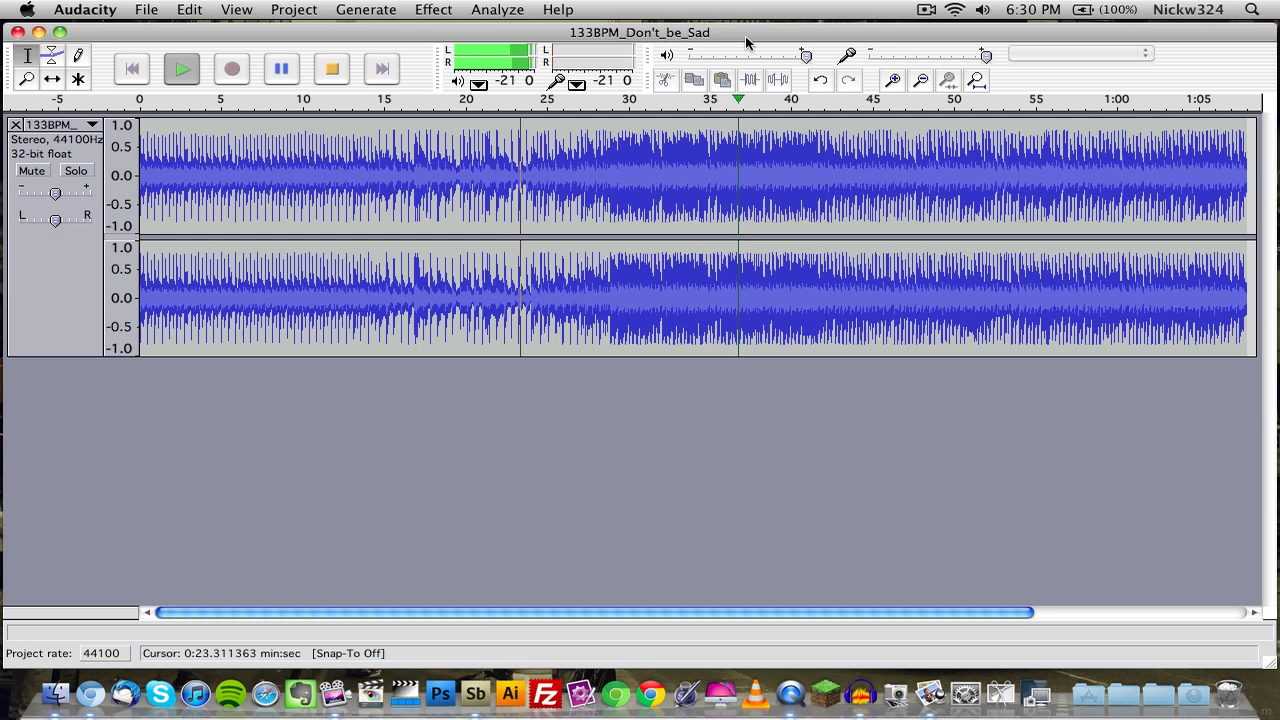 Audacity File Edit View Project Generate Effect Analyze Help 6:30 PM (100%) Nickw324
133BPM_Don't_be_Sad
L
R
-21 0
L
R
-21 0
-5 0 5 10 15 20 25 30 35 40 45 50 55 1:00 1:05
133BPM_
Stereo, 44100Hz
32-bit float
Mute Solo
- +
L R
1.0
0.5
0.0
-0.5
-1.0
1.0
0.5
0.0
-0.5
-1.0
Project rate: 44100 Cursor: 0:23.311363 min:sec [Snap-To Off]
Ps Sb Ai Fz